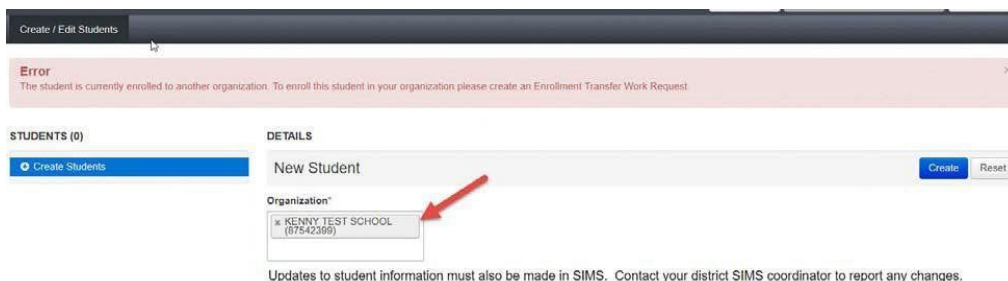 Create / Edit Students
Error
The student is currently enrolled to another organization. To enroll this student in your organization please create an Enrollment Transfer Work Request.
STUDENTS (0)
DETAILS
Create Students
New Student
Create
Reset
Organization*
× KENNY TEST SCHOOL
(87542399)
Updates to student information must also be made in SIMS. Contact your district SIMS coordinator to report any changes.